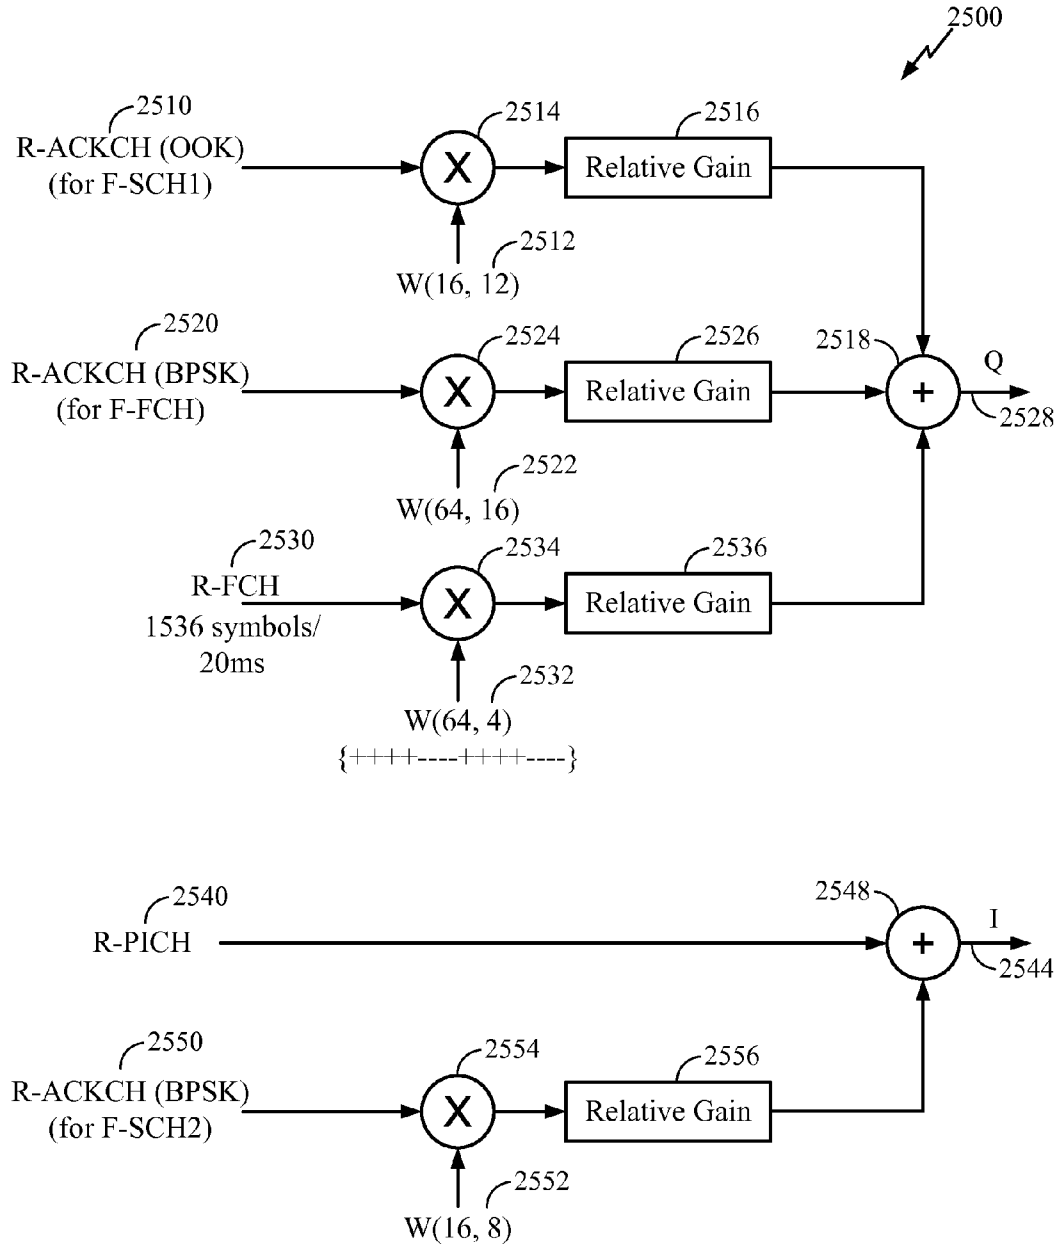 2500
2510
R-ACKCH (OOK)
(for F-SCH1)
2514
X
2516
Relative Gain
2512
W(16, 12)
2520
R-ACKCH (BPSK)
(for F-FCH)
2524
X
2526
Relative Gain
2518
+
Q
2528
2522
W(64, 16)
2530
R-FCH
1536 symbols/
20ms
2534
X
2536
Relative Gain
2532
W(64, 4)
{++++----++++----}
2540
R-PICH
2548
+
I
2544
2550
R-ACKCH (BPSK)
(for F-SCH2)
2554
X
2556
Relative Gain
2552
W(16, 8)